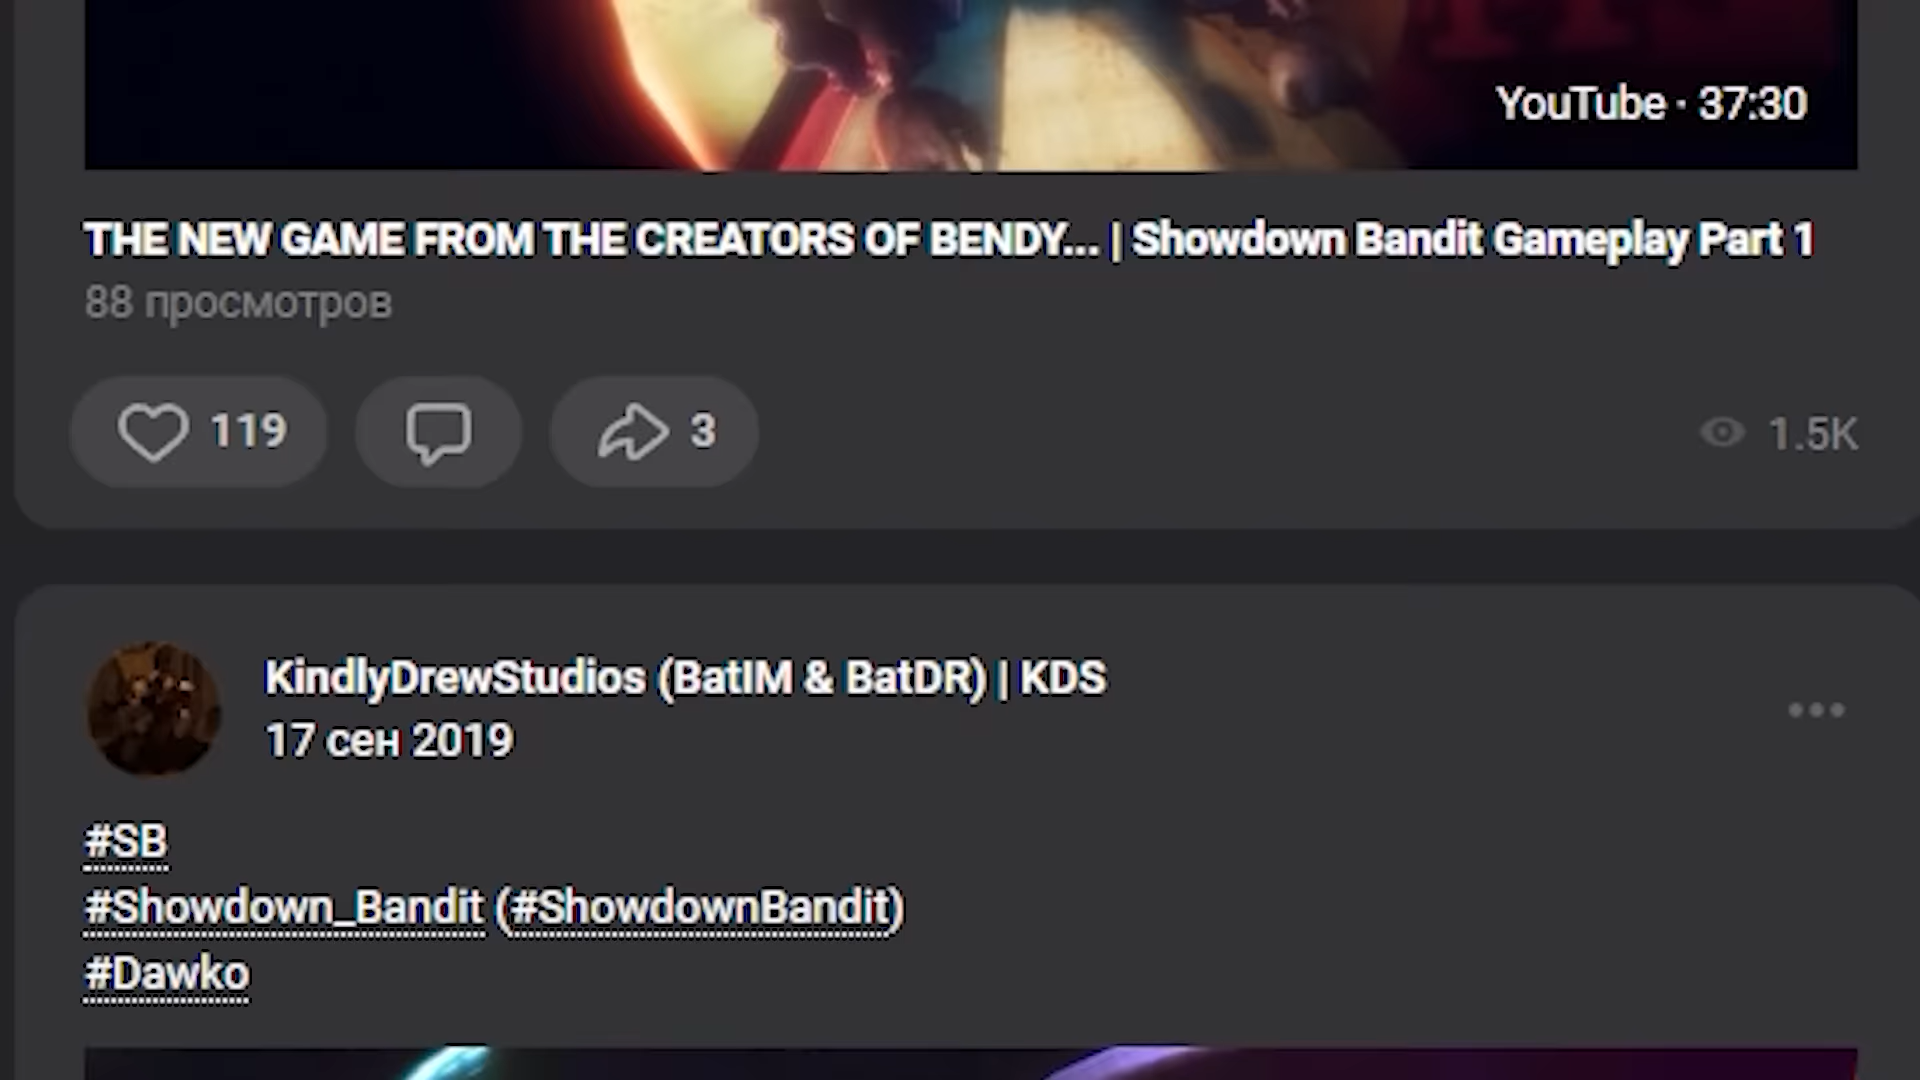 YouTube · 37:30
THE NEW GAME FROM THE CREATORS OF BENDY... | Showdown Bandit Gameplay Part 1
88 просмотров
119 3 1.5K
KindlyDrewStudios (BatIM & BatDR) | KDS
17 сен 2019
#SB
#Showdown_Bandit (#ShowdownBandit)
#Dawko